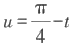 u = π/4 − t